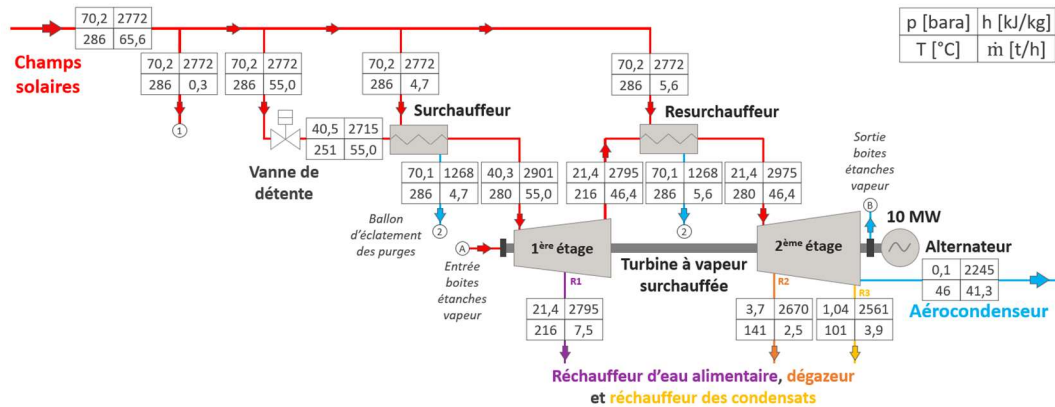 70,2 2772
286 65,6
p [bara] h [kJ/kg]
T [°C] ṁ [t/h]
Champs
solaires
70,2 2772
286 0,3
70,2 2772
286 55,0
70,2 2772
286 4,7
70,2 2772
286 5,6
1
Surchauffeur
Resurchauffeur
40,5 2715
251 55,0
Vanne de
détente
Sortie
boites
étanches
vapeur
70,1 1268
286 4,7
40,3 2901
280 55,0
21,4 2795
216 46,4
70,1 1268
286 5,6
21,4 2975
280 46,4
Ballon
d'éclatement
des purges
2
2
B
10 MW
A
Entrée
boites
étanches
vapeur
1ère étage
Turbine à vapeur
surchauffée
2ème étage
Alternateur
0,1 2245
46 41,3
Aérocondenseur
R1
R2
R3
21,4 2795
216 7,5
3,7 2670
141 2,5
1,04 2561
101 3,9
Réchauffeur d'eau alimentaire, dégazeur
et réchauffeur des condensats